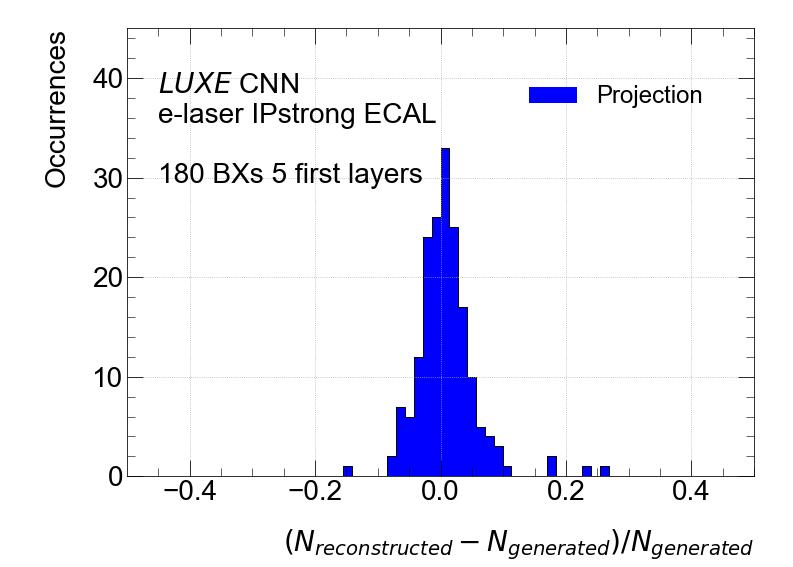 Occurrences
40
30
20
10
0
LUXE CNN
e-laser IPstrong ECAL
180 BXs 5 first layers
Projection
−0.4 −0.2 0.0 0.2 0.4
(N_reconstructed − N_generated)/N_generated